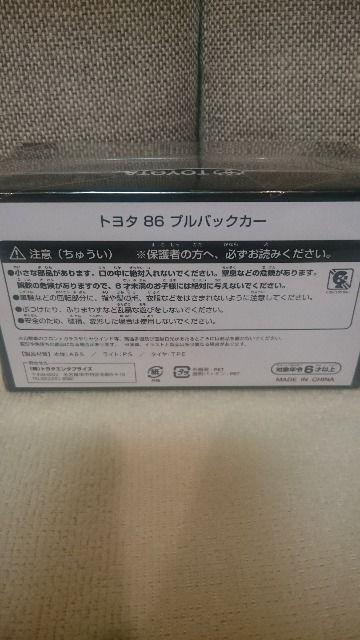 TOYOTA
トヨタ 86 プルバックカー
注意（ちゅうい） ※保護者の方へ、必ずお読みください。
●小さな部品があります。口の中に絶対入れないでください。窒息などの危険があります。
誤飲の危険がありますので、6才未満のお子様には絶対に与えないでください。
●車輪などの回転部分に、指や髪の毛、衣服などをはさまれないように注意してください。
●ぶつけたり、ふりまわすなど乱暴な遊びをしないでください。
●安全のため、破損、変形した場合は使用しないでください。
【製品材質】本体:ABS / ライト:PS / タイヤ:TPE
(株)トヨタエンタプライズ
紙
外箱
プラ
対象年令6才以上
MADE IN CHINA